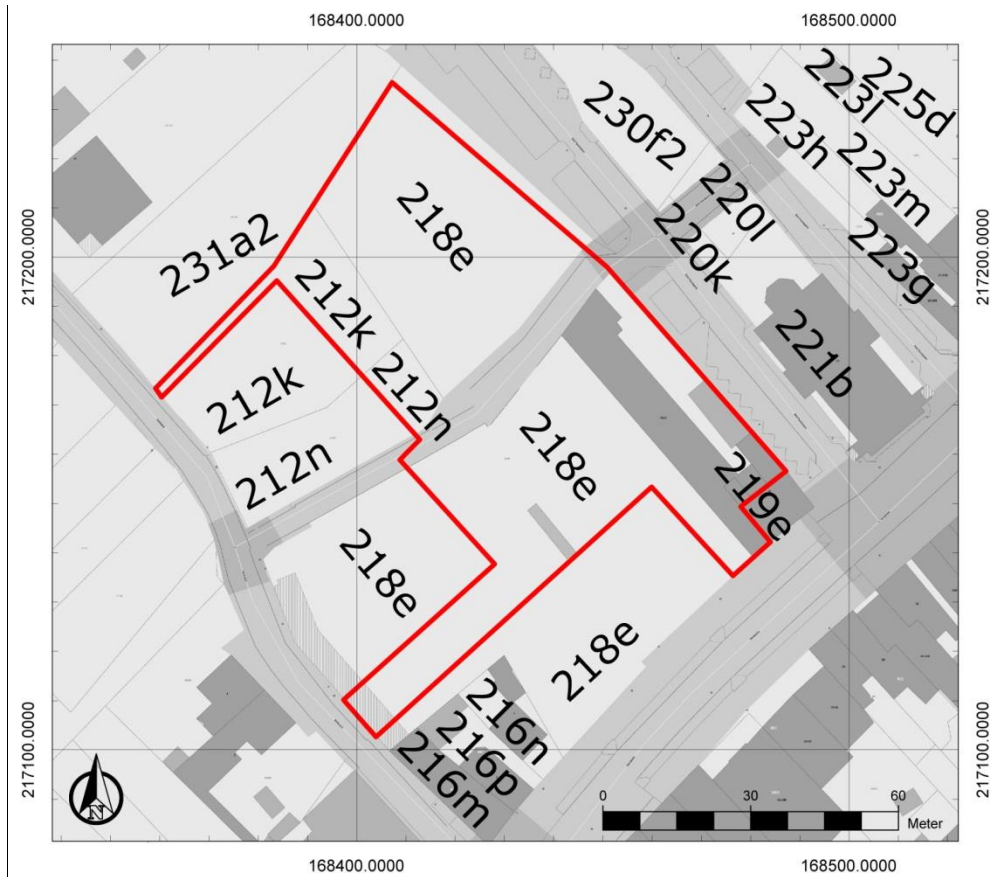 168400.0000
168500.0000
225d
223l
223h
230f2
223m
220l
218e
231a2
220k
223g
217200.0000
217200.0000
212k
221b
212k
212n
218e
212n
219e
218e
218e
216n
216p
216m
217100.0000
217100.0000
N
0 30 60
Meter
168400.0000
168500.0000